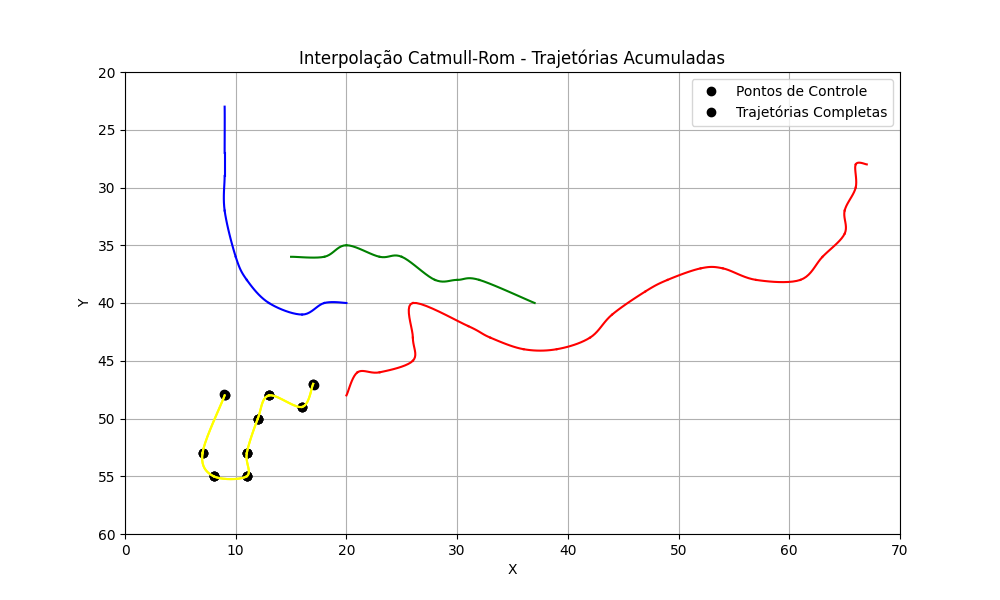 Interpolação Catmull-Rom - Trajetórias Acumuladas
Pontos de Controle
Trajetórias Completas
20
25
30
35
40
45
50
55
60
Y
0 10 20 30 40 50 60 70
X